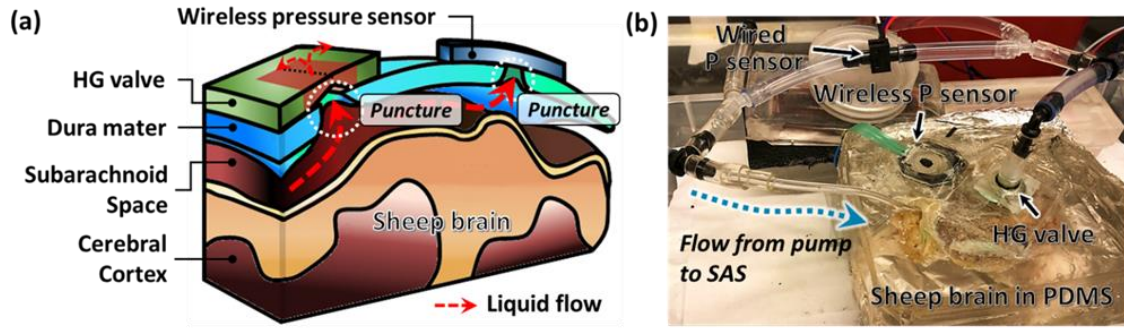 (a)
Wireless pressure sensor
HG valve
Dura mater
Subarachnoid
Space
Cerebral
Cortex
Puncture
Puncture
Sheep brain
Liquid flow
(b)
Wired
P sensor
Wireless P sensor
Flow from pump
to SAS
HG valve
Sheep brain in PDMS